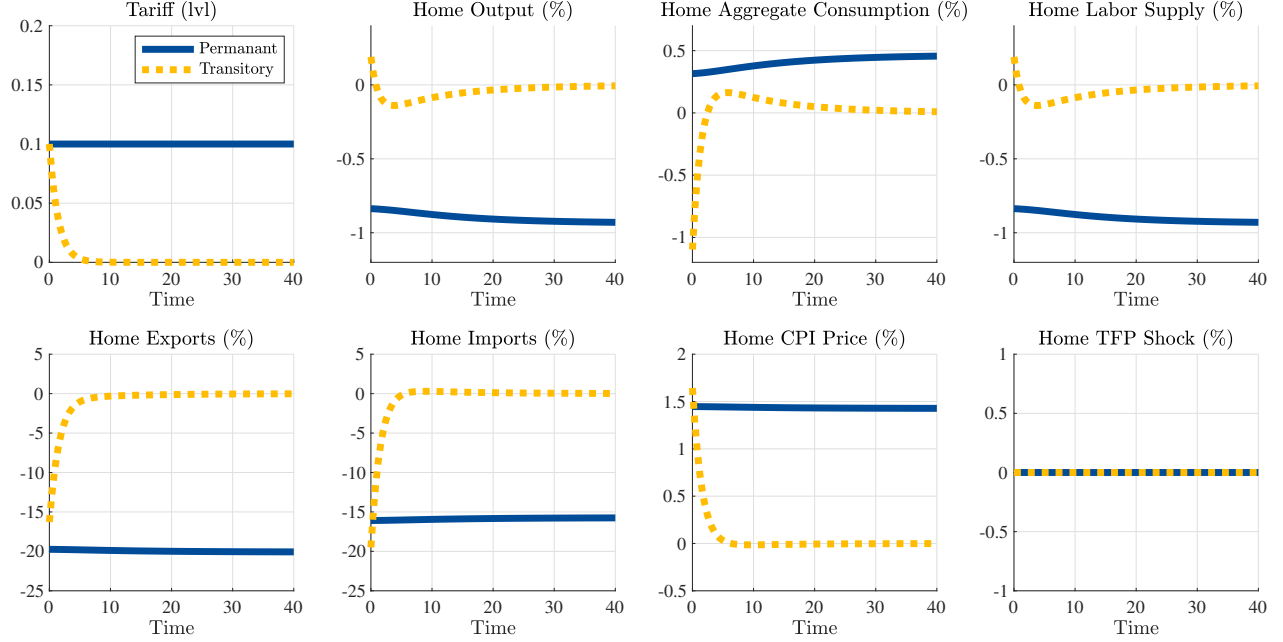 Tariff (lvl)
0.2
0.15
0.1
0.05
0
0 10 20 30 40
Time
Permanant
Transitory
Home Output (%)
0
-0.5
-1
0 10 20 30 40
Time
Home Aggregate Consumption (%)
0.5
0
-0.5
-1
0 10 20 30 40
Time
Home Labor Supply (%)
0
-0.5
-1
0 10 20 30 40
Time
Home Exports (%)
5
0
-5
-10
-15
-20
-25
0 10 20 30 40
Time
Home Imports (%)
5
0
-5
-10
-15
-20
-25
0 10 20 30 40
Time
Home CPI Price (%)
2
1.5
1
0.5
0
-0.5
0 10 20 30 40
Time
Home TFP Shock (%)
1
0.5
0
-0.5
-1
0 10 20 30 40
Time